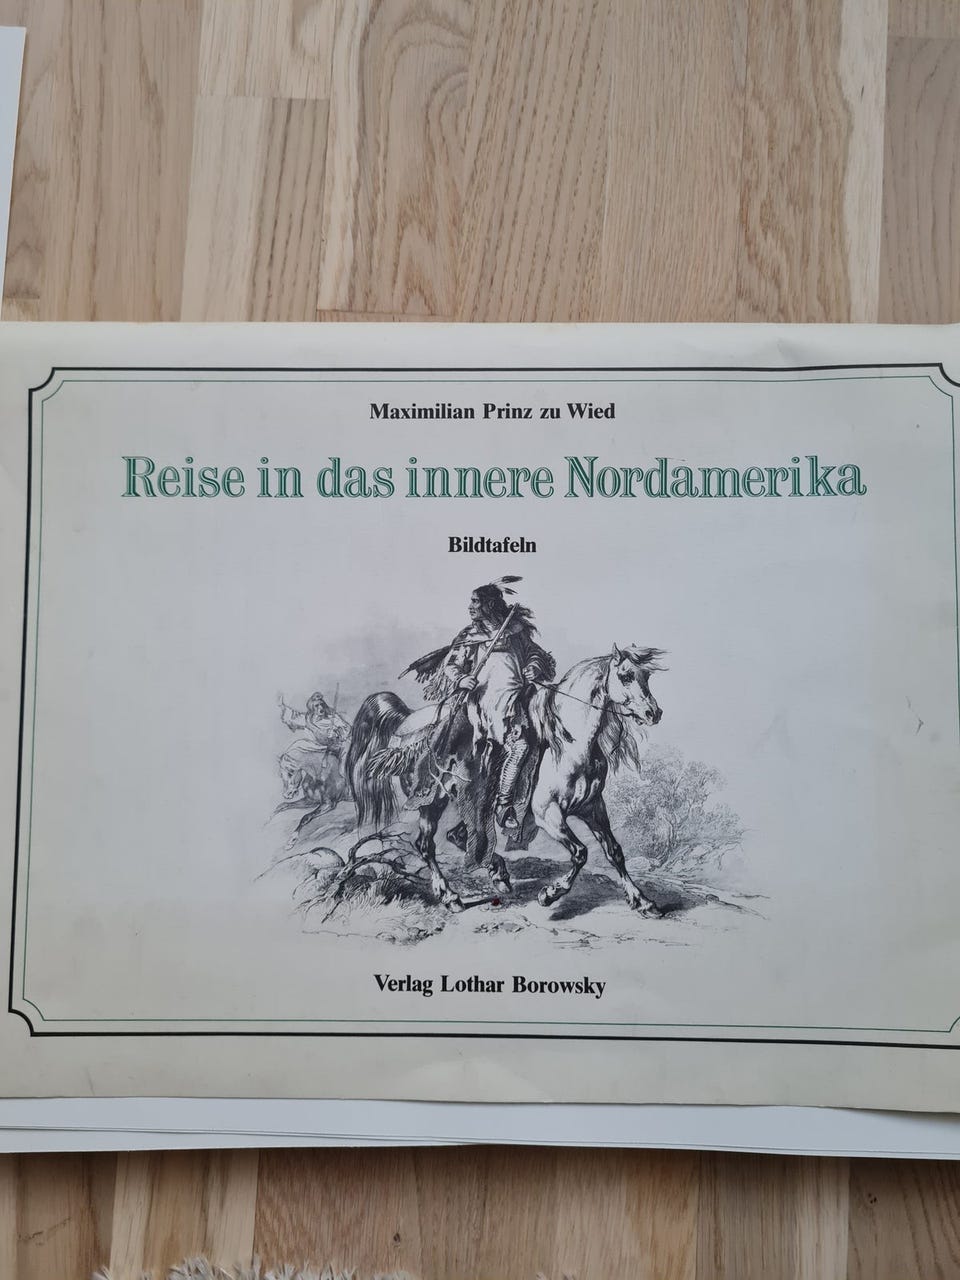 Maximilian Prinz zu Wied
Reise in das innere Nordamerika
Bildtafeln
Verlag Lothar Borowsky